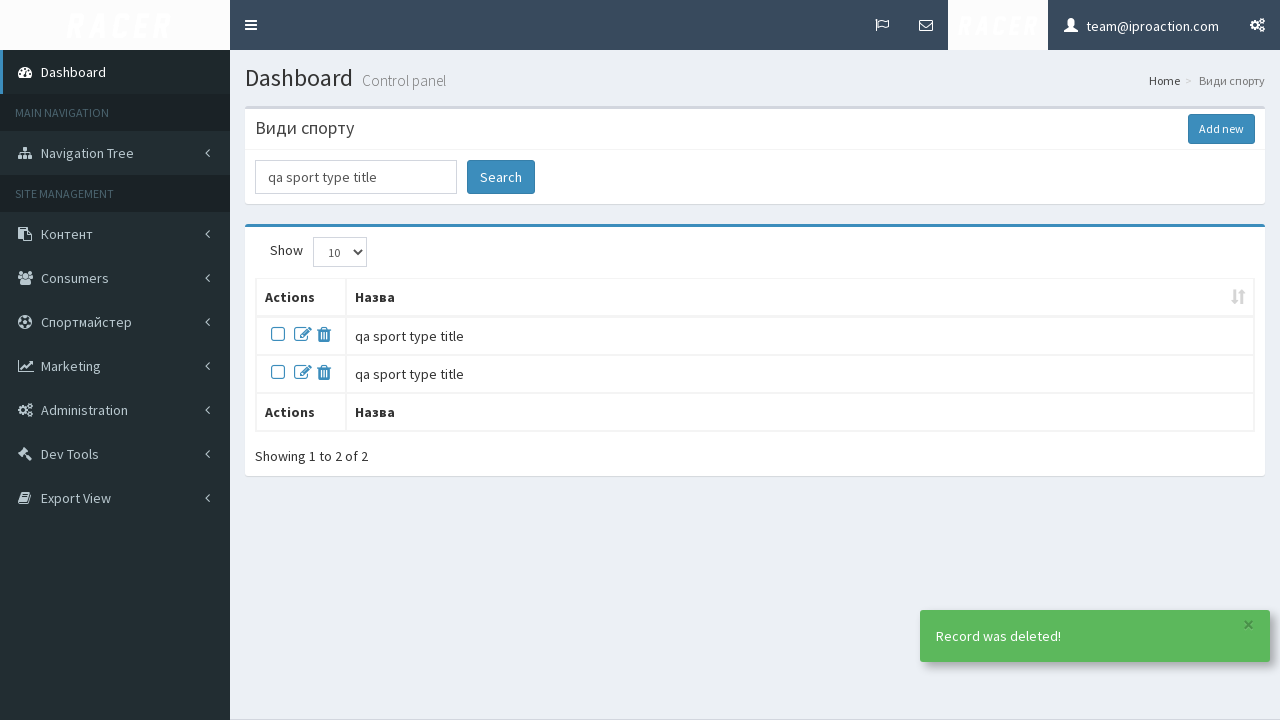 RACER
RACER
team@iproaction.com
Dashboard
MAIN NAVIGATION
Navigation Tree
SITE MANAGEMENT
Контент
Consumers
Спортмайстер
Marketing
Administration
Dev Tools
Export View
Dashboard Control panel
Home > Види спорту
Види спорту
Add new
qa sport type title
Search
Show 10
Actions Назва
qa sport type title
qa sport type title
Actions Назва
Showing 1 to 2 of 2
Record was deleted!
×